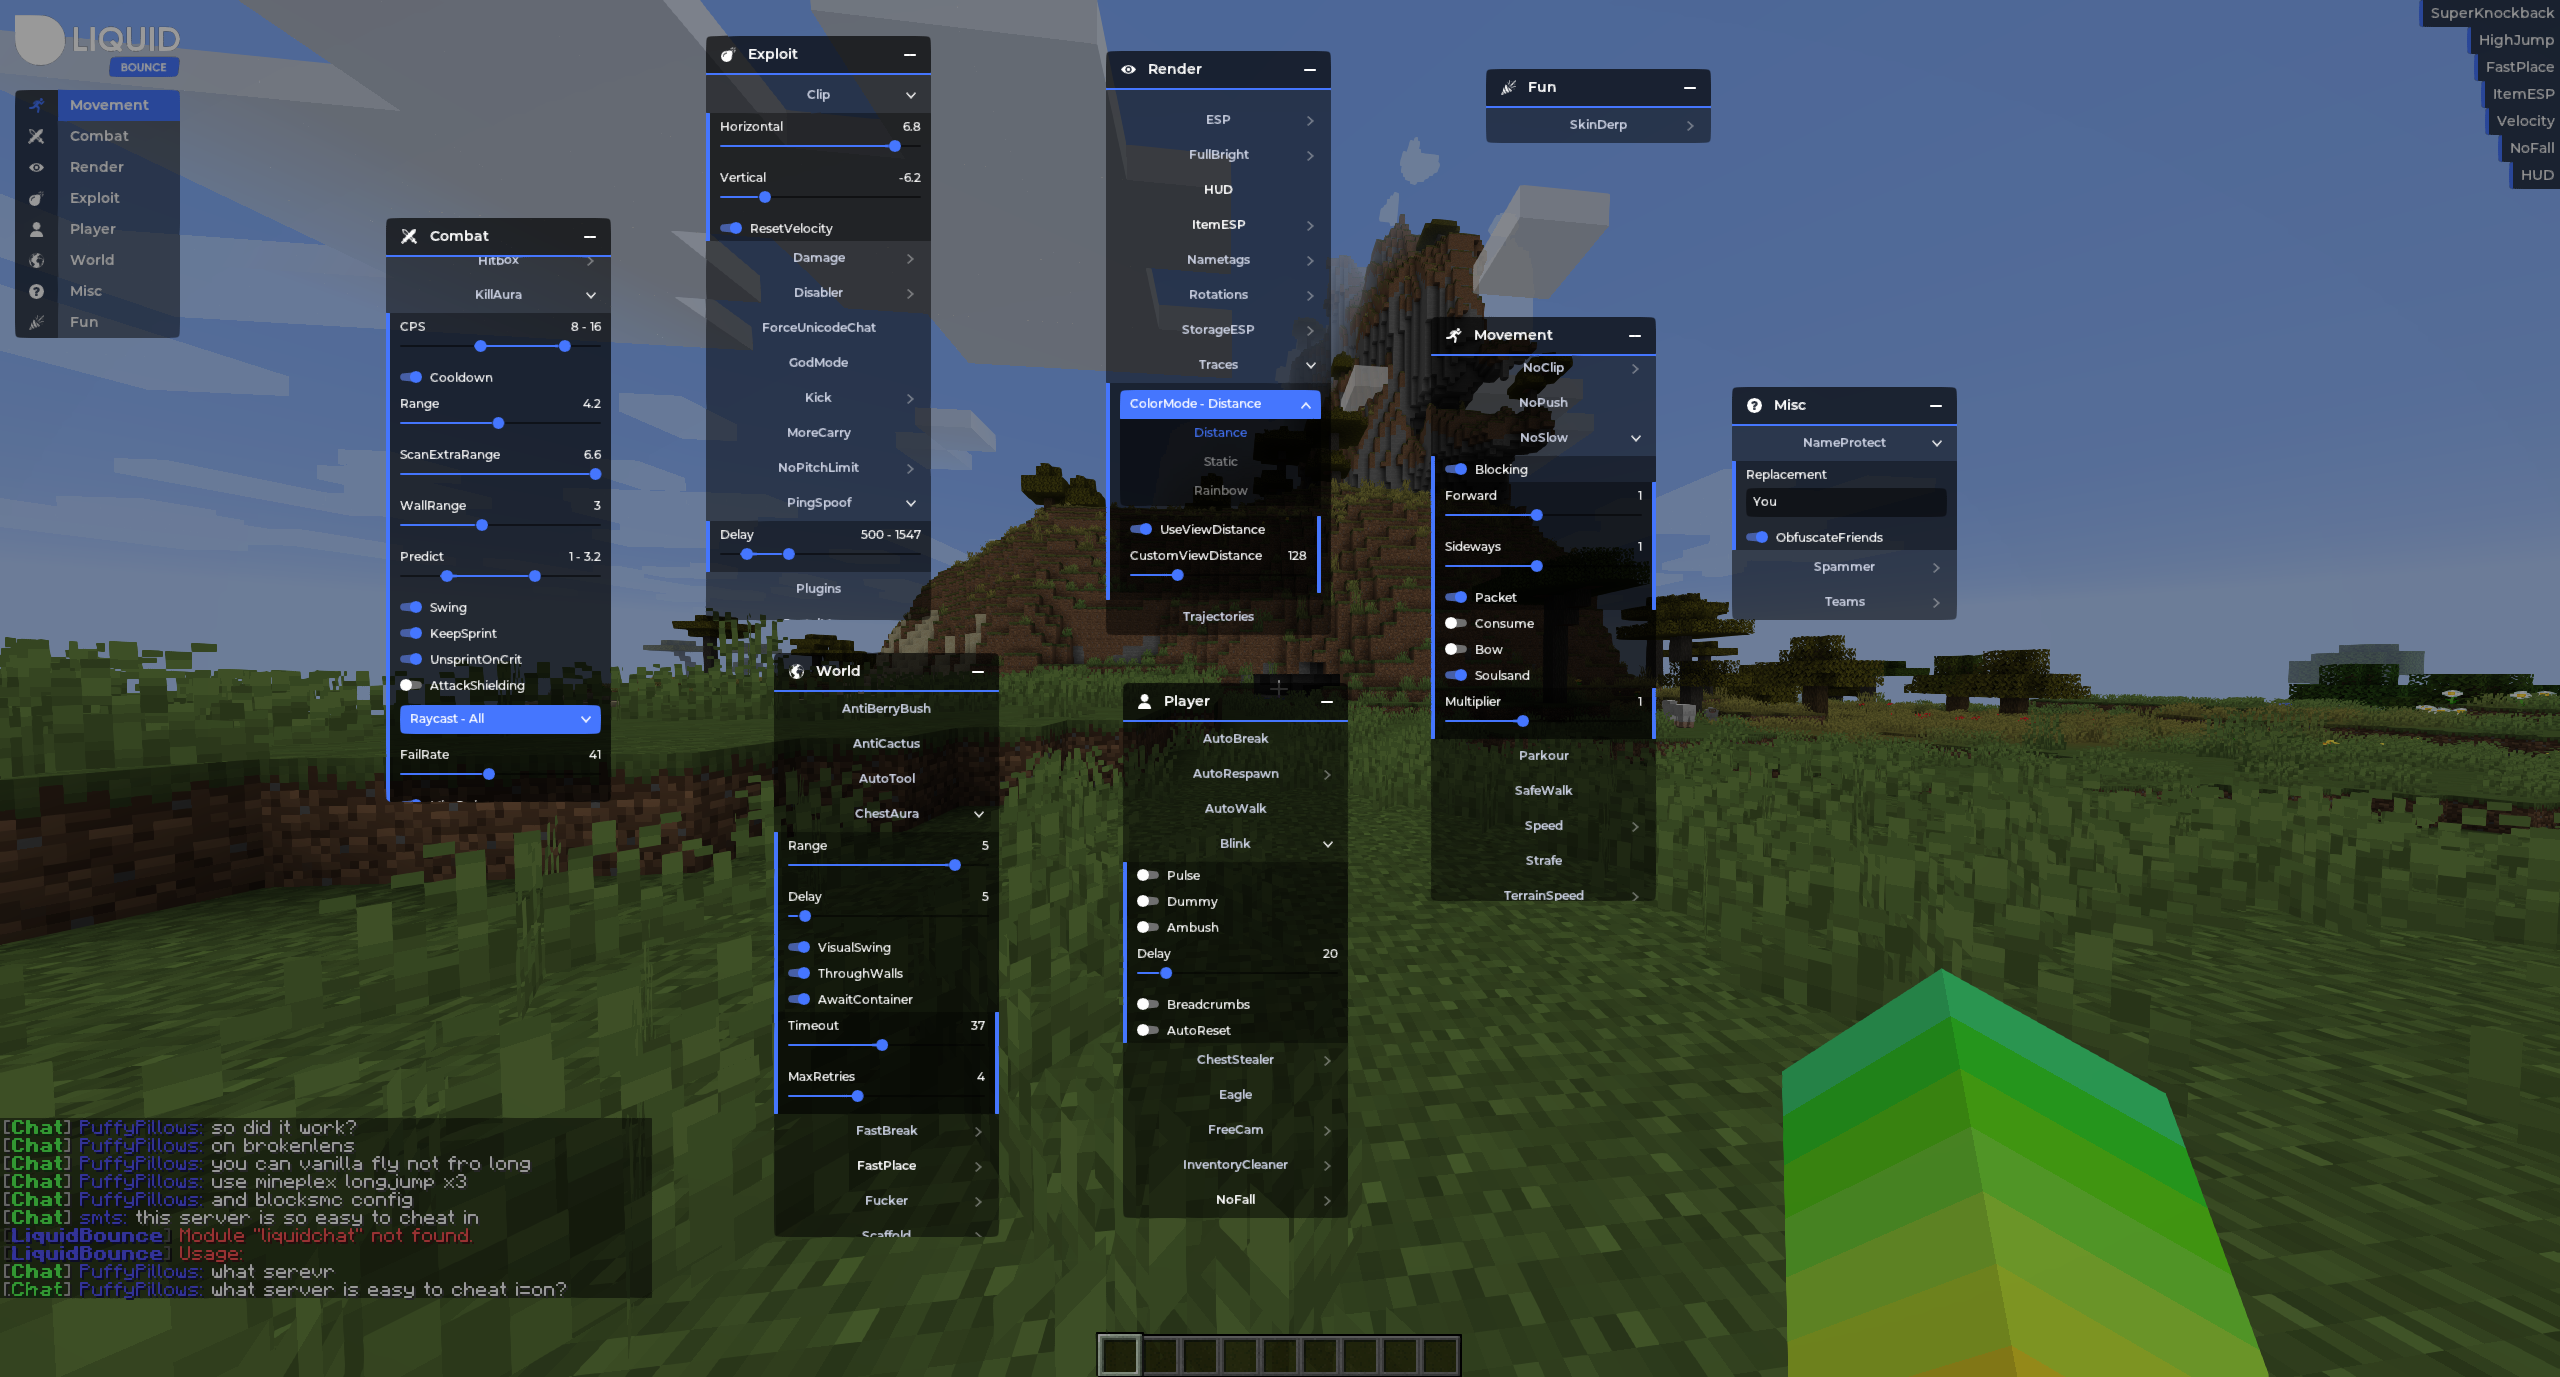 LIQUID
BOUNCE
Movement
Combat
Render
Exploit
Player
World
Misc
Fun
Combat
Hitbox
KillAura
CPS 8 - 16
Cooldown
Range 4.2
ScanExtraRange 6.6
WallRange 3
Predict 1 - 3.2
Swing
KeepSprint
UnsprintOnCrit
AttackShielding
Raycast - All
FailRate 41
Exploit
Clip
Horizontal 6.8
Vertical -6.2
ResetVelocity
Damage
Disabler
ForceUnicodeChat
GodMode
Kick
MoreCarry
NoPitchLimit
PingSpoof
Delay 500 - 1547
Plugins
World
AntiBerryBush
AntiCactus
AutoTool
ChestAura
Range 5
Delay 5
VisualSwing
ThroughWalls
AwaitContainer
Timeout 37
MaxRetries 4
FastBreak
FastPlace
Fucker
Scaffold
Render
ESP
FullBright
HUD
ItemESP
Nametags
Rotations
StorageESP
Traces
ColorMode - Distance
Distance
Static
Rainbow
UseViewDistance
CustomViewDistance 128
Trajectories
Player
AutoBreak
AutoRespawn
AutoWalk
Blink
Pulse
Dummy
Ambush
Delay 20
Breadcrumbs
AutoReset
ChestStealer
Eagle
FreeCam
InventoryCleaner
NoFall
Fun
SkinDerp
Movement
NoClip
NoPush
NoSlow
Blocking
Forward 1
Sideways 1
Packet
Consume
Bow
Soulsand
Multiplier 1
Parkour
SafeWalk
Speed
Strafe
TerrainSpeed
Misc
NameProtect
Replacement
You
ObfuscateFriends
Spammer
Teams
SuperKnockback
HighJump
FastPlace
ItemESP
Velocity
NoFall
HUD
[Chat] PuffyPillows: so did it work?
[Chat] PuffyPillows: on brokenlens
[Chat] PuffyPillows: you can vanilla fly not fro long
[Chat] PuffyPillows: use mineplex longjump x3
[Chat] PuffyPillows: and blocksmc config
[Chat] smts: this server is so easy to cheat in
[LiquidBounce] Module "liquidchat" not found.
[LiquidBounce] Usage:
[Chat] PuffyPillows: what serevr
[Chat] PuffyPillows: what server is easy to cheat i=on?